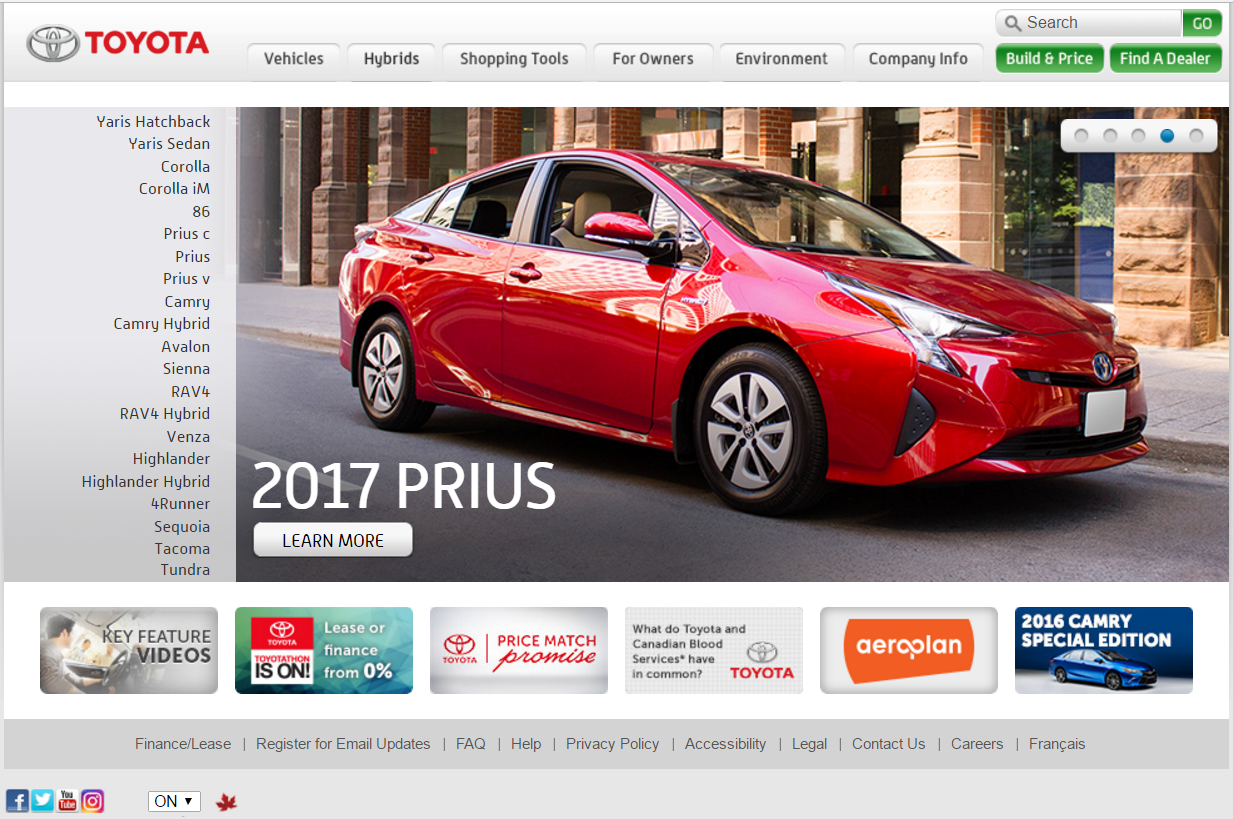 TOYOTA
Search
GO
Vehicles
Hybrids
Shopping Tools
For Owners
Environment
Company Info
Build & Price
Find A Dealer
Yaris Hatchback
Yaris Sedan
Corolla
Corolla iM
86
Prius c
Prius
Prius v
Camry
Camry Hybrid
Avalon
Sienna
RAV4
RAV4 Hybrid
Venza
Highlander
Highlander Hybrid
4Runner
Sequoia
Tacoma
Tundra
2017 PRIUS
LEARN MORE
KEY FEATURE
VIDEOS
TOYOTA
TOYOTATHON
IS ON!
Lease or
finance
from 0%
TOYOTA
PRICE MATCH
promise
What do Toyota and
Canadian Blood
Services* have
in common?
TOYOTA
aeroplan
2016 CAMRY
SPECIAL EDITION
Finance/Lease | Register for Email Updates | FAQ | Help | Privacy Policy | Accessibility | Legal | Contact Us | Careers | Français
f
You
Tube
ON